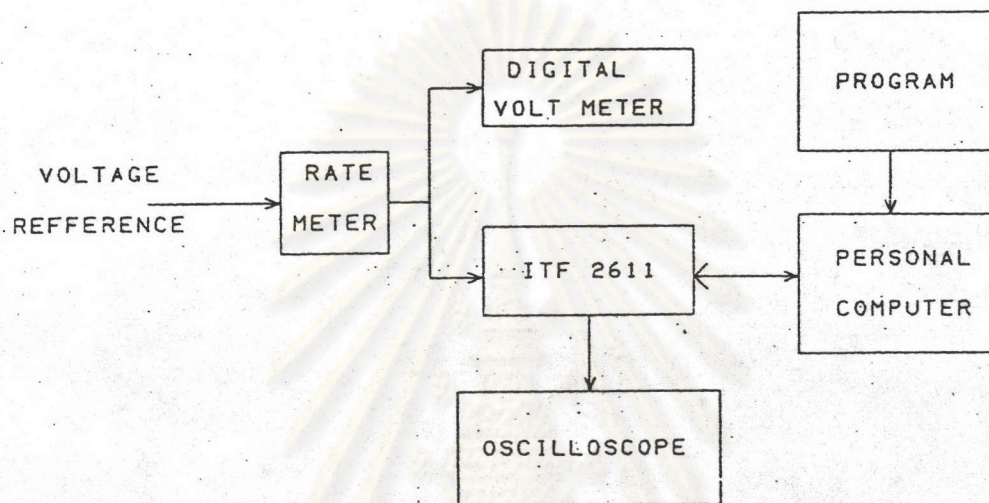 DIGITAL
VOLT METER
PROGRAM
VOLTAGE
REFFERENCE
RATE
METER
ITF 2611
PERSONAL
COMPUTER
OSCILLOSCOPE